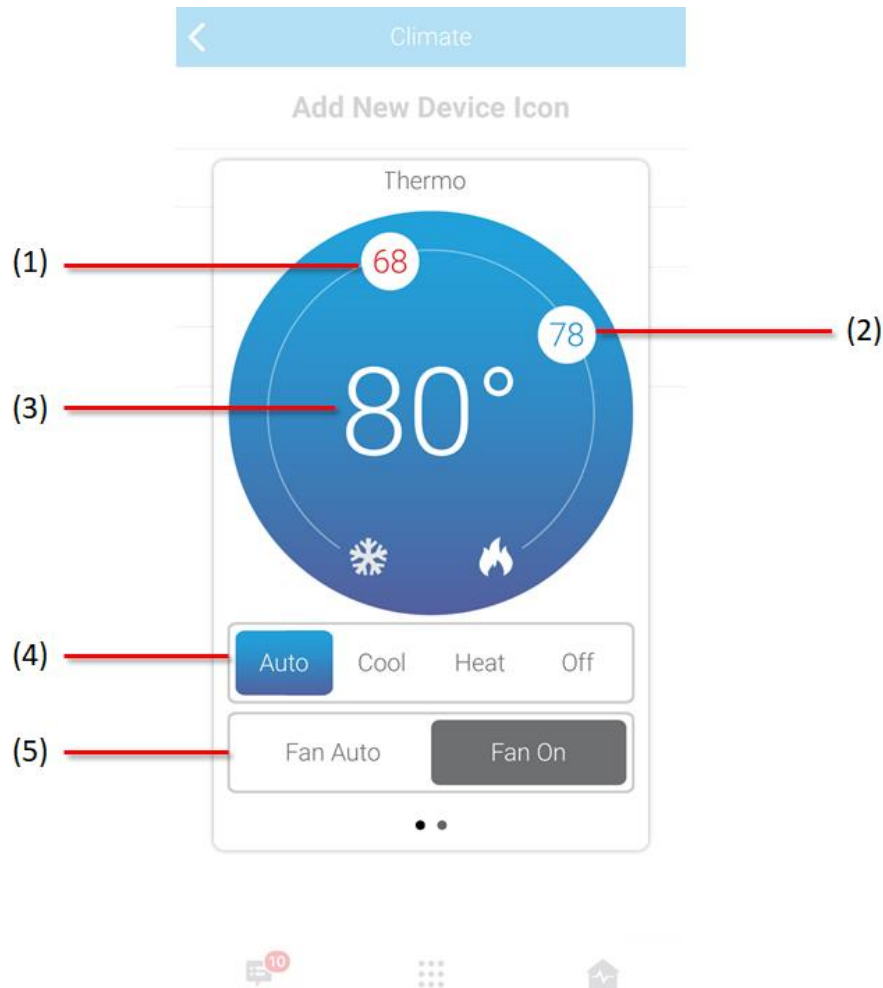 Climate
Add New Device Icon
Thermo
(1)
68
78
(2)
(3)
80°
(4)
Auto Cool Heat Off
(5)
Fan Auto Fan On
10